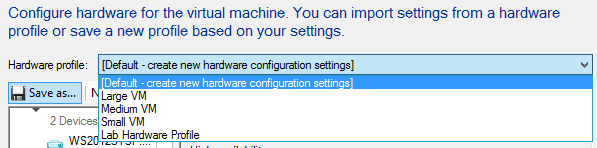 Configure hardware for the virtual machine. You can import settings from a hardware
profile or save a new profile based on your settings.
Hardware profile: [Default - create new hardware configuration settings]
[Default - create new hardware configuration settings]
Save as...
Large VM
Medium VM
Small VM
Lab Hardware Profile
2 Devices